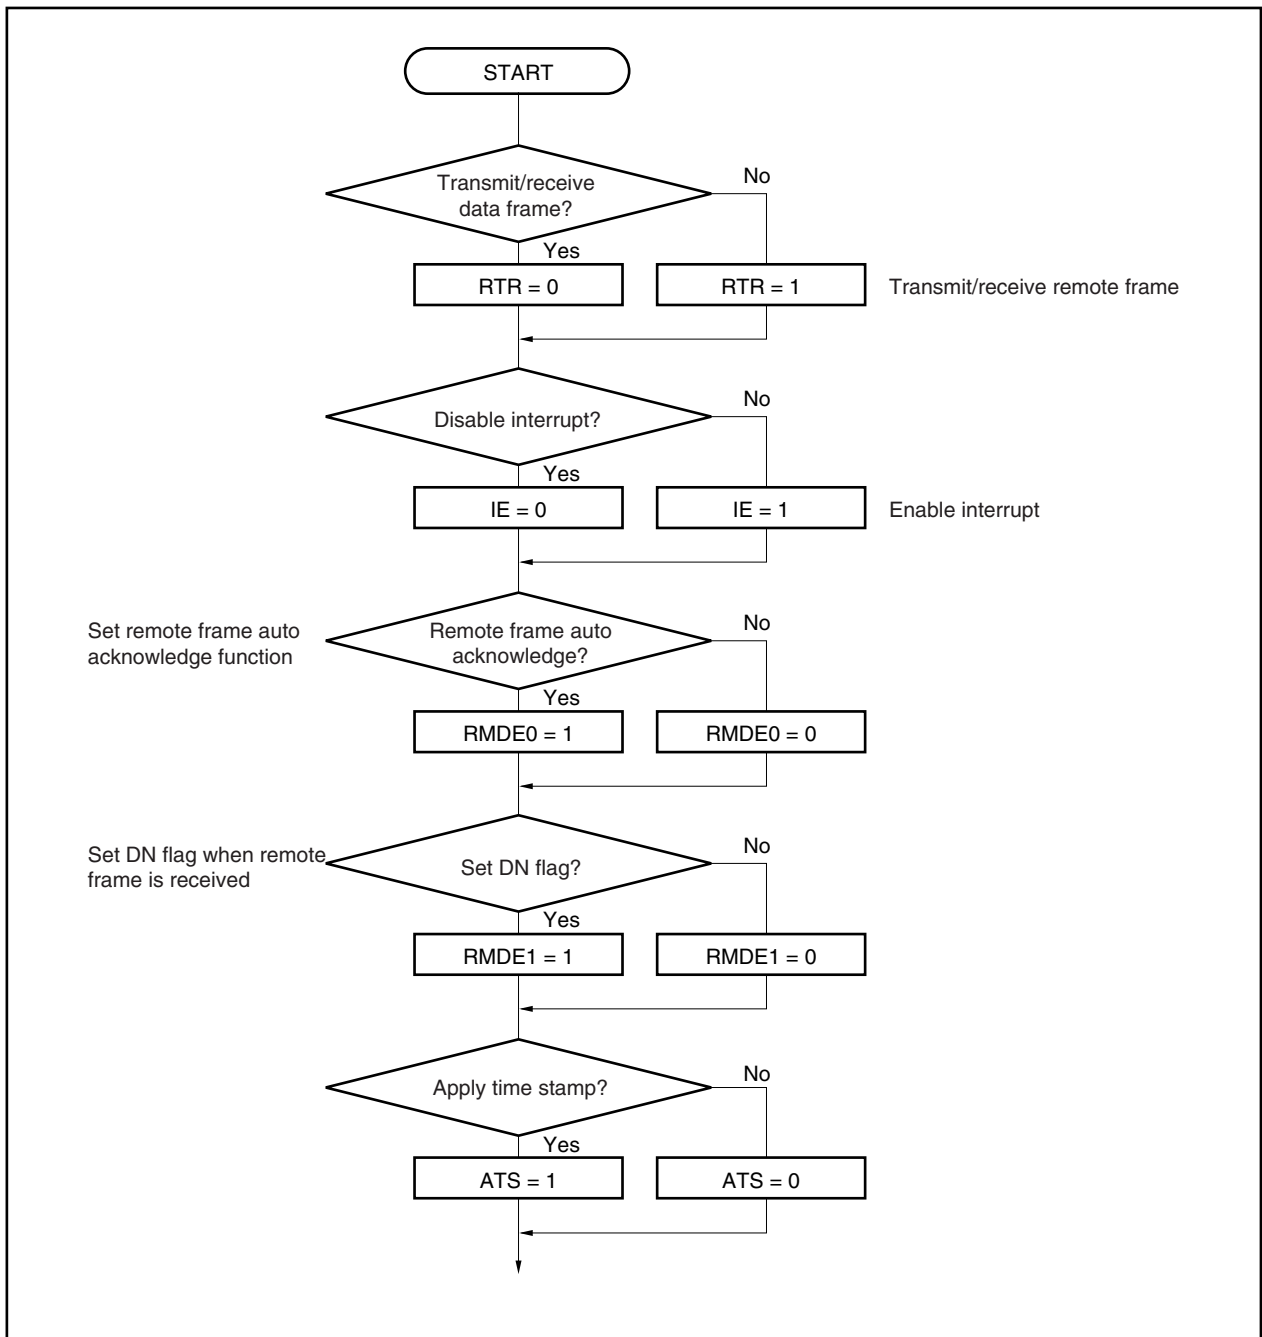 START
Transmit/receive
data frame?
No
Yes
RTR = 0
RTR = 1
Transmit/receive remote frame
Disable interrupt?
No
Yes
IE = 0
IE = 1
Enable interrupt
Set remote frame auto
acknowledge function
Remote frame auto
acknowledge?
No
Yes
RMDE0 = 1
RMDE0 = 0
Set DN flag when remote
frame is received
Set DN flag?
No
Yes
RMDE1 = 1
RMDE1 = 0
Apply time stamp?
No
Yes
ATS = 1
ATS = 0